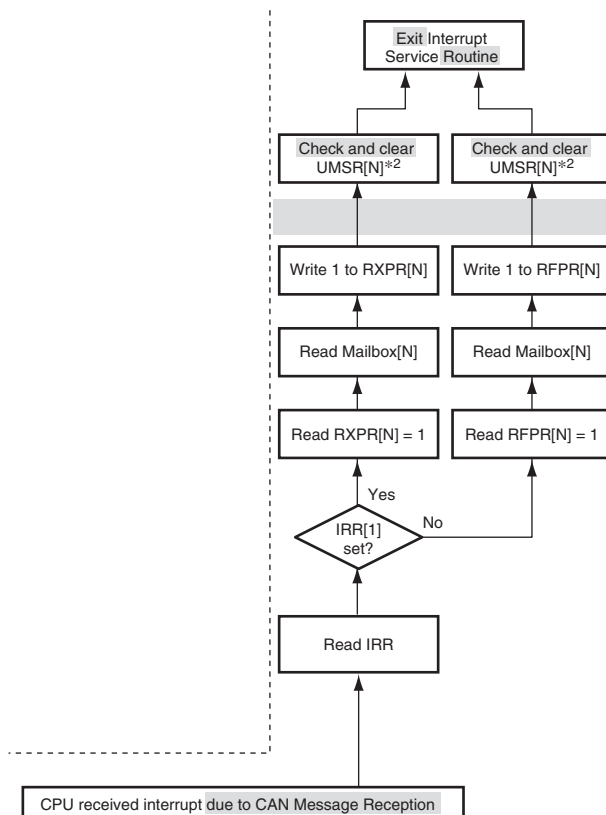 Exit Interrupt
Service Routine
Check and clear
UMSR[N]*2
Check and clear
UMSR[N]*2
Write 1 to RXPR[N]
Write 1 to RFPR[N]
Read Mailbox[N]
Read Mailbox[N]
Read RXPR[N] = 1
Read RFPR[N] = 1
Yes
IRR[1]
set?
No
Read IRR
CPU received interrupt due to CAN Message Reception